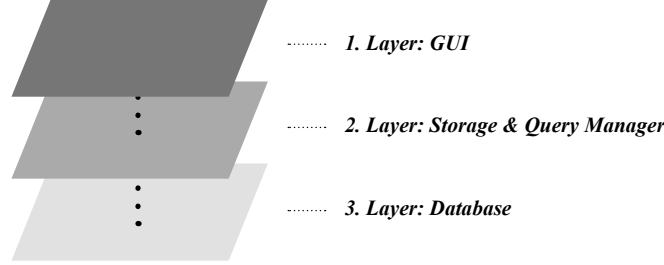 1. Layer: GUI
2. Layer: Storage & Query Manager
3. Layer: Database